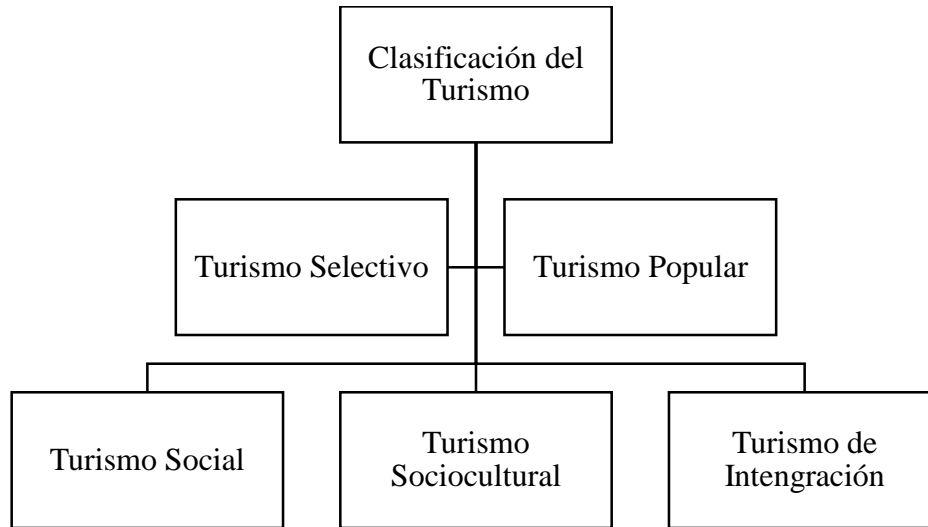 Clasificación del
Turismo
Turismo Selectivo
Turismo Popular
Turismo Social
Turismo
Sociocultural
Turismo de
Intengración